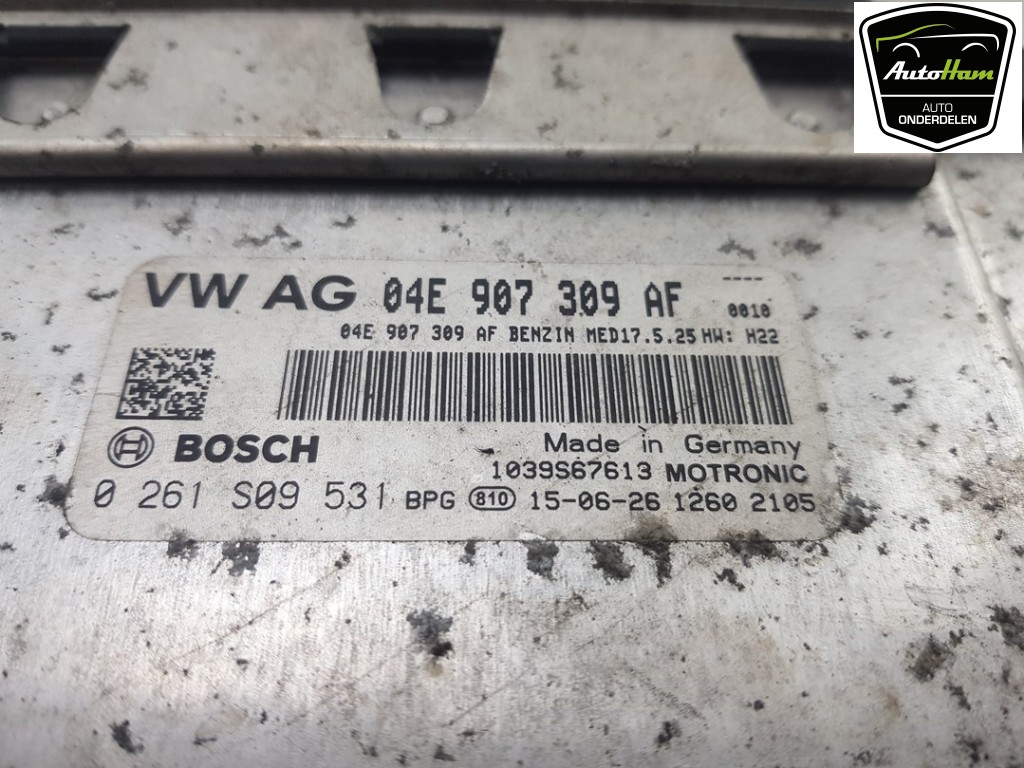 AutoHam
AUTO
ONDERDELEN
VW AG 04E 907 309 AF ----
0010
04E 907 309 AF BENZIN MED17.5.25 HW: H22
BOSCH
Made in Germany
1039S67613 MOTRONIC
0 261 S09 531 BPG 810 15-06-26 1260 2105